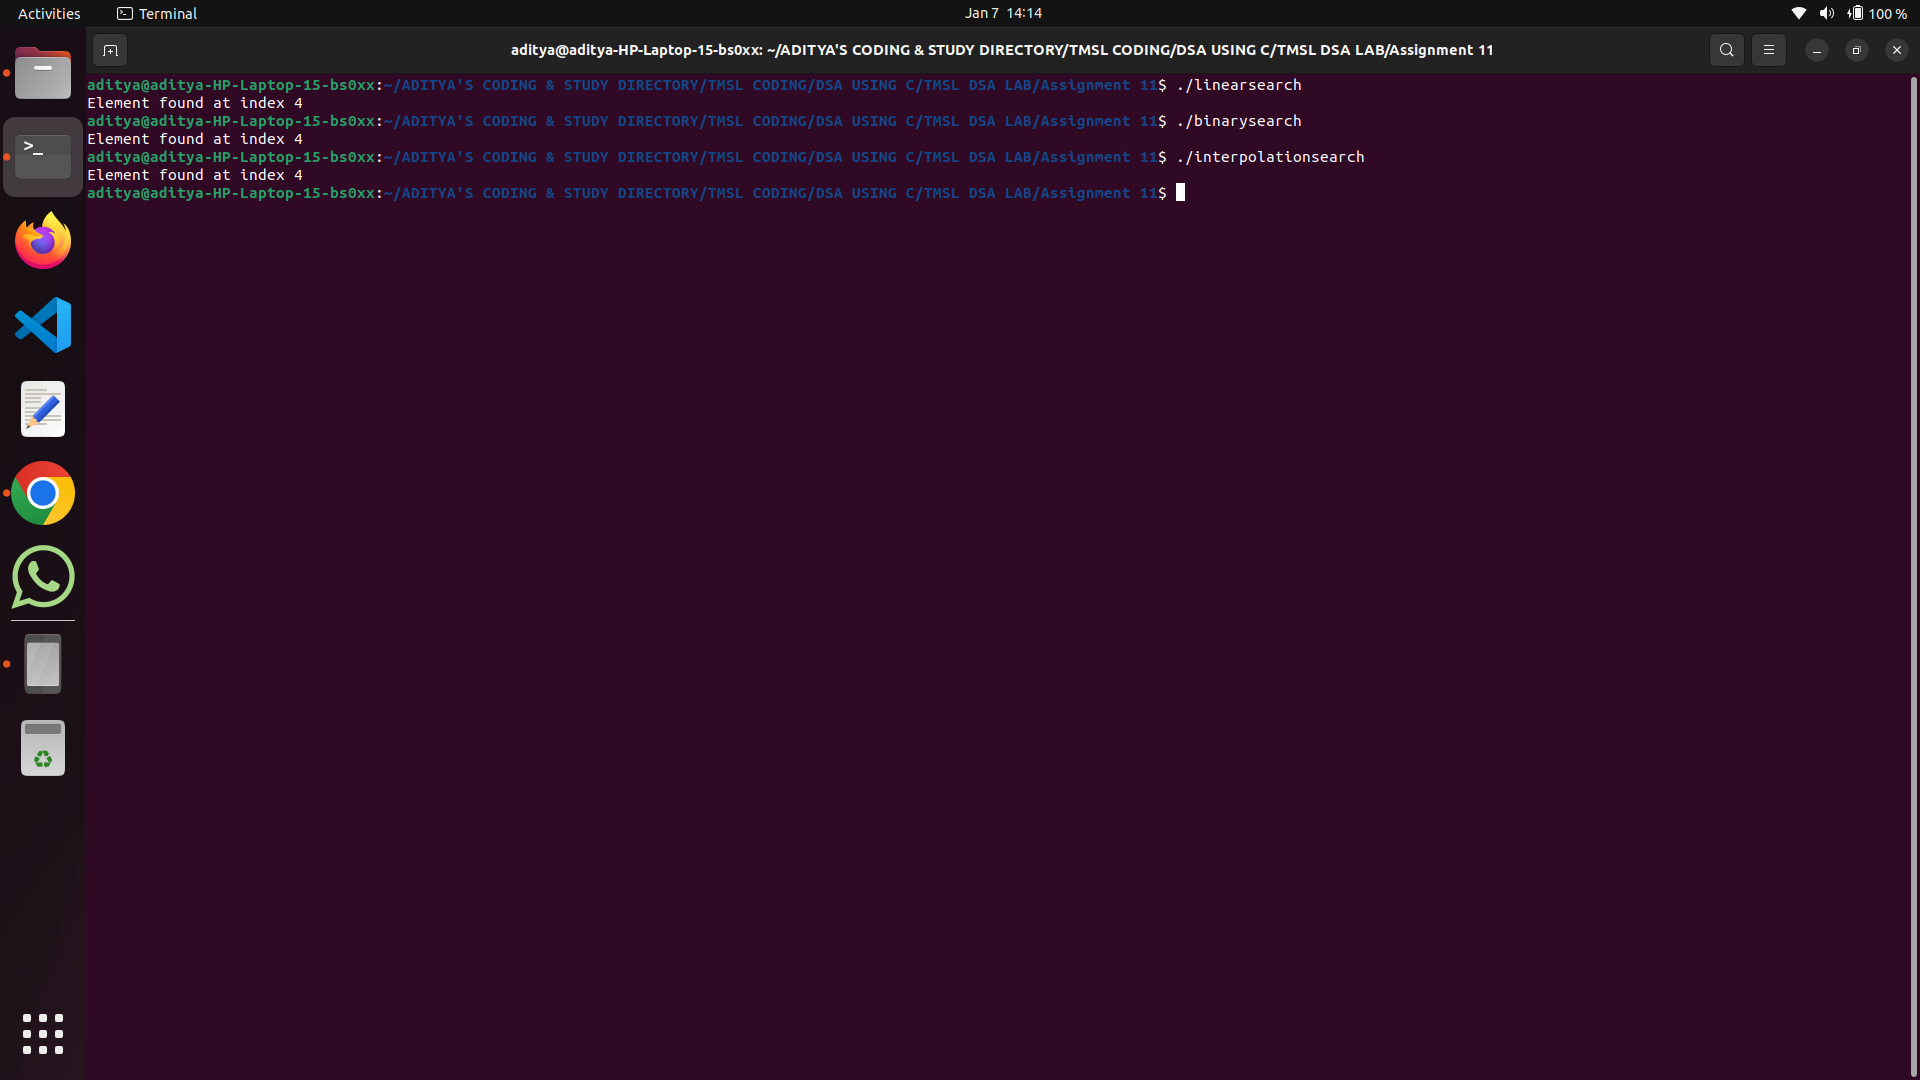 Activities
Terminal
Jan 7 14:14
100 %
aditya@aditya-HP-Laptop-15-bs0xx: ~/ADITYA'S CODING & STUDY DIRECTORY/TMSL CODING/DSA USING C/TMSL DSA LAB/Assignment 11
aditya@aditya-HP-Laptop-15-bs0xx:~/ADITYA'S CODING & STUDY DIRECTORY/TMSL CODING/DSA USING C/TMSL DSA LAB/Assignment 11$ ./linearsearch
Element found at index 4
aditya@aditya-HP-Laptop-15-bs0xx:~/ADITYA'S CODING & STUDY DIRECTORY/TMSL CODING/DSA USING C/TMSL DSA LAB/Assignment 11$ ./binarysearch
Element found at index 4
aditya@aditya-HP-Laptop-15-bs0xx:~/ADITYA'S CODING & STUDY DIRECTORY/TMSL CODING/DSA USING C/TMSL DSA LAB/Assignment 11$ ./interpolationsearch
Element found at index 4
aditya@aditya-HP-Laptop-15-bs0xx:~/ADITYA'S CODING & STUDY DIRECTORY/TMSL CODING/DSA USING C/TMSL DSA LAB/Assignment 11$